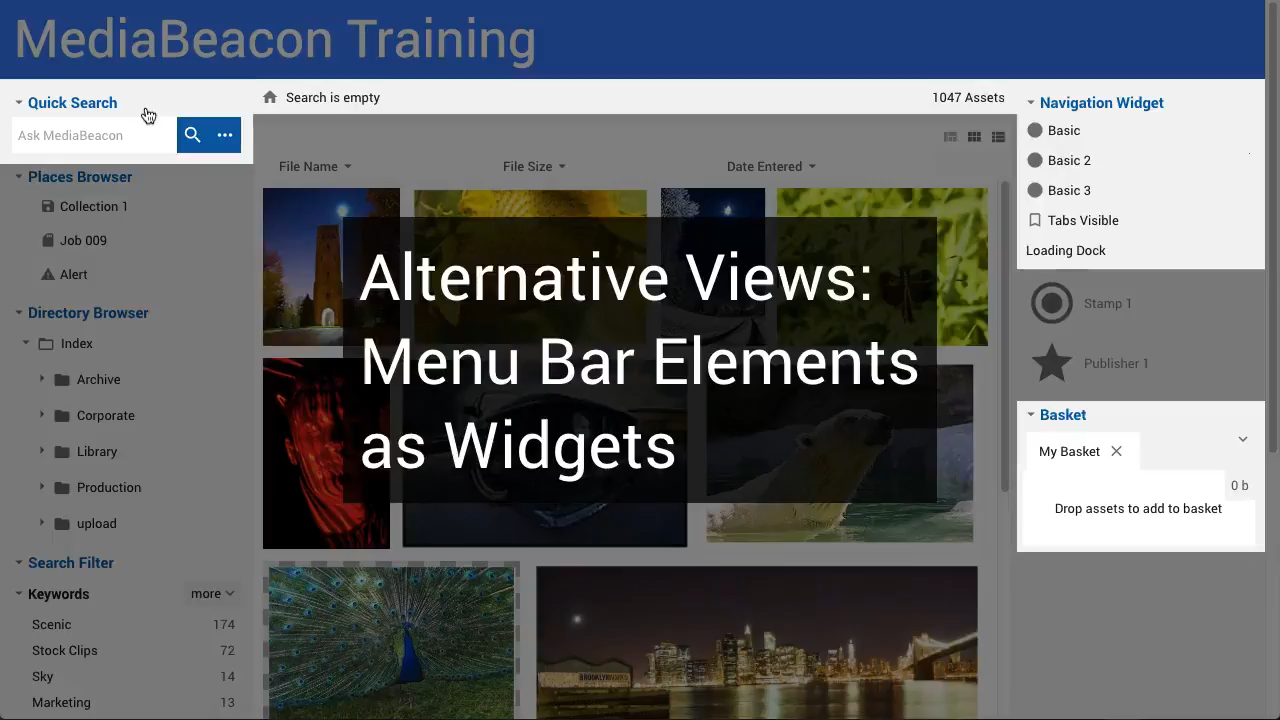 MediaBeacon Training
Quick Search
Ask MediaBeacon
Places Browser
Collection 1
Job 009
Alert
Directory Browser
Index
Archive
Corporate
Library
Production
upload
Search Filter
Keywords more
Scenic 174
Stock Clips 72
Sky 14
Marketing 13
Search is empty 1047 Assets
File Name File Size Date Entered
Alternative Views:
Menu Bar Elements
as Widgets
BROOKLYN
Navigation Widget
Basic
Basic 2
Basic 3
Tabs Visible
Loading Dock
Stamp 1
Publisher 1
Basket
My Basket
0 b
Drop assets to add to basket